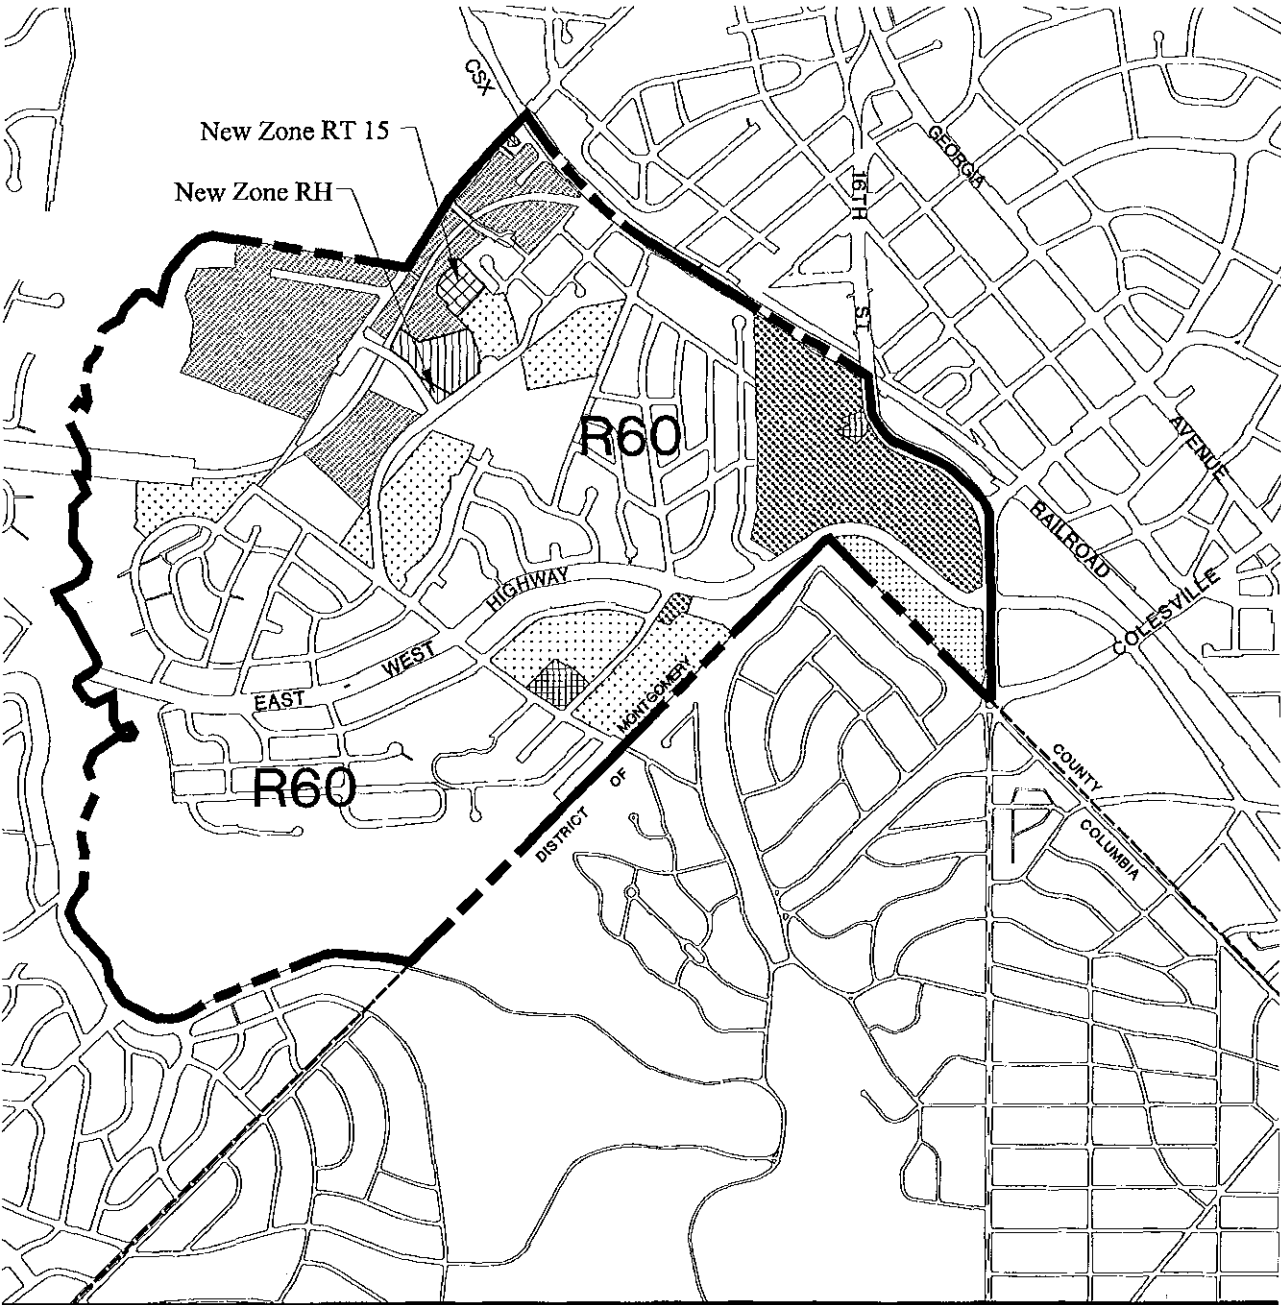 CSX
New Zone RT 15
GEORGIA
New Zone RH
16TH
ST
R60
AVENUE
RAILROAD
HIGHWAY
COLESVILLE
WEST
EAST
MONTGOMERY
R60
OF
COUNTY
DISTRICT
COLUMBIA